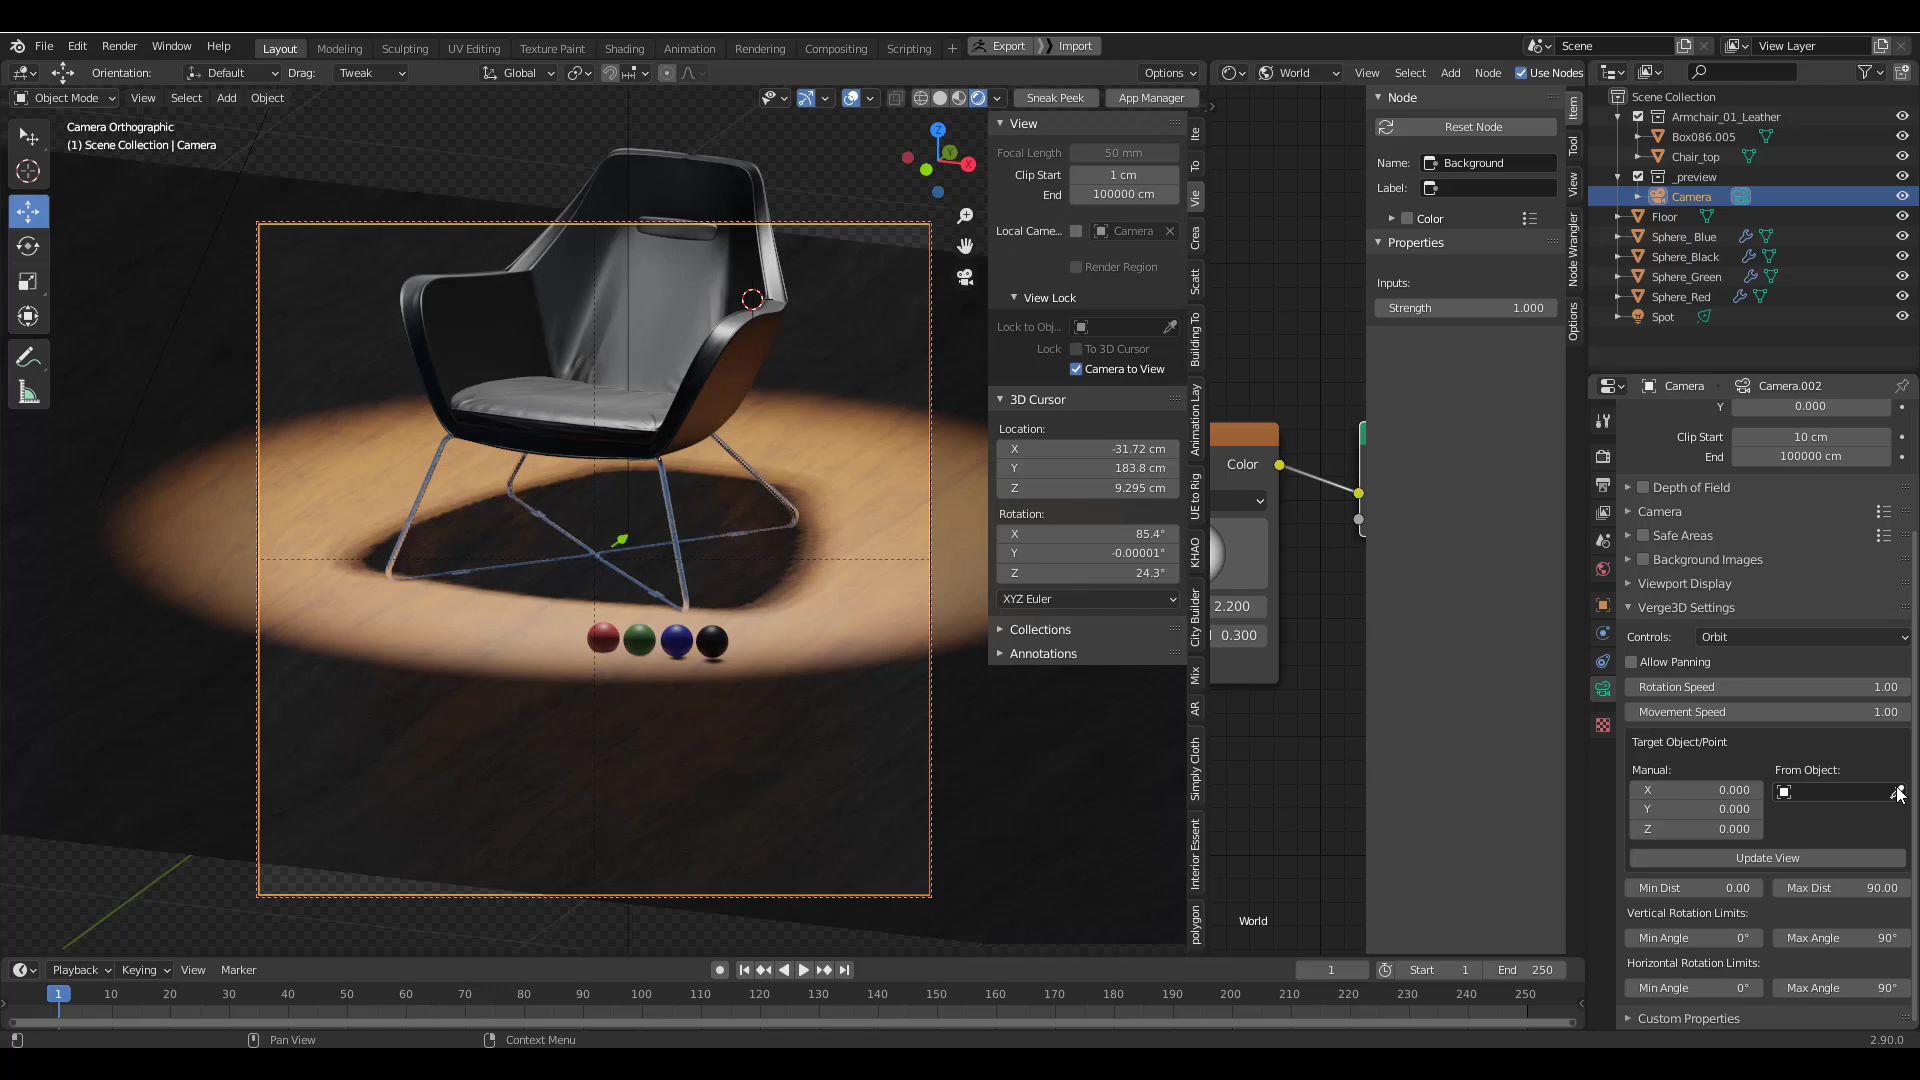 File Edit Render Window Help Layout Modeling Sculpting UV Editing Texture Paint Shading Animation Rendering Compositing Scripting + Export Import Scene View Layer
Orientation: Default Drag: Tweak Global Options World View Select Add Node Use Nodes
Object Mode View Select Add Object Sneak Peek App Manager
Camera Orthographic
(1) Scene Collection | Camera
Z
Y
X
View
Focal Length 50 mm
Clip Start 1 cm
End 100000 cm
Local Came... Camera
Render Region
View Lock
Lock to Obj...
Lock To 3D Cursor
Camera to View
3D Cursor
Location:
X -31.72 cm
Y 183.8 cm
Z 9.295 cm
Rotation:
X 85.4°
Y -0.00001°
Z 24.3°
XYZ Euler
Collections
Annotations
Ite
To
Vie
Crea
Scatt
Building To
Animation Lay
UE to Rig
KHAO
City Builder
Mix
AR
Simply Cloth
Interior Essent
polygon
Color
2.200
0.300
World
Node
Reset Node
Name: Background
Label:
Color
Properties
Inputs:
Strength 1.000
Item
Tool
View
Node Wrangler
Options
Scene Collection
Armchair_01_Leather
Box086.005
Chair_top
_preview
Camera
Floor
Sphere_ Blue
Sphere_Black
Sphere_Green
Sphere_Red
Spot
Camera Camera.002
Y 0.000
Clip Start 10 cm
End 100000 cm
Depth of Field
Camera
Safe Areas
Background Images
Viewport Display
Verge3D Settings
Controls: Orbit
Allow Panning
Rotation Speed 1.00
Movement Speed 1.00
Target Object/Point
Manual: From Object:
X 0.000
Y 0.000
Z 0.000
Update View
Min Dist 0.00 Max Dist 90.00
Vertical Rotation Limits:
Min Angle 0° Max Angle 90°
Horizontal Rotation Limits:
Min Angle 0° Max Angle 90°
Custom Properties
Playback Keying View Marker 1 Start 1 End 250
1 10 20 30 40 50 60 70 80 90 100 110 120 130 140 150 160 170 180 190 200 210 220 230 240 250
Pan View Context Menu 2.90.0